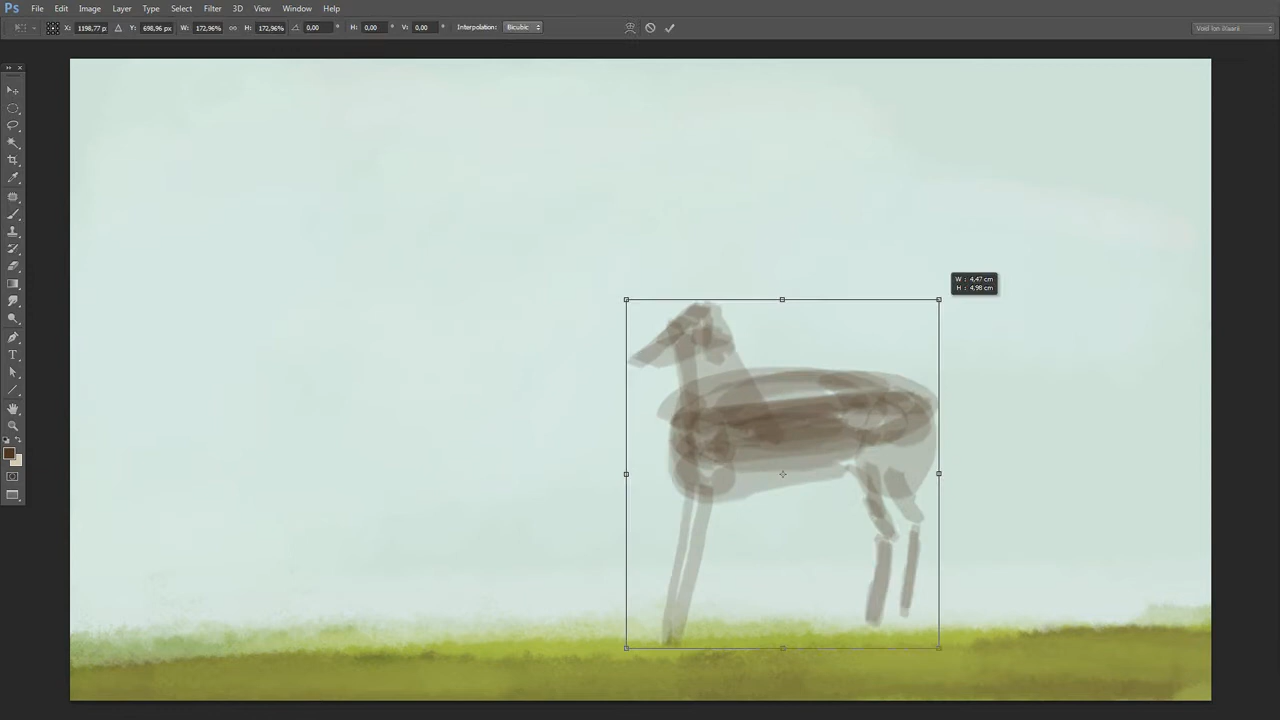 Ps File Edit Image Layer Type Select Filter 3D View Window Help
X: 1198,77 p Y: 698,96 px W: 172,96% H: 172,96% 0,00 ° H: 0,00 ° V: 0,00 ° Interpolation: Bicubic
W : 4,47 cm
H : 4,98 cm
T